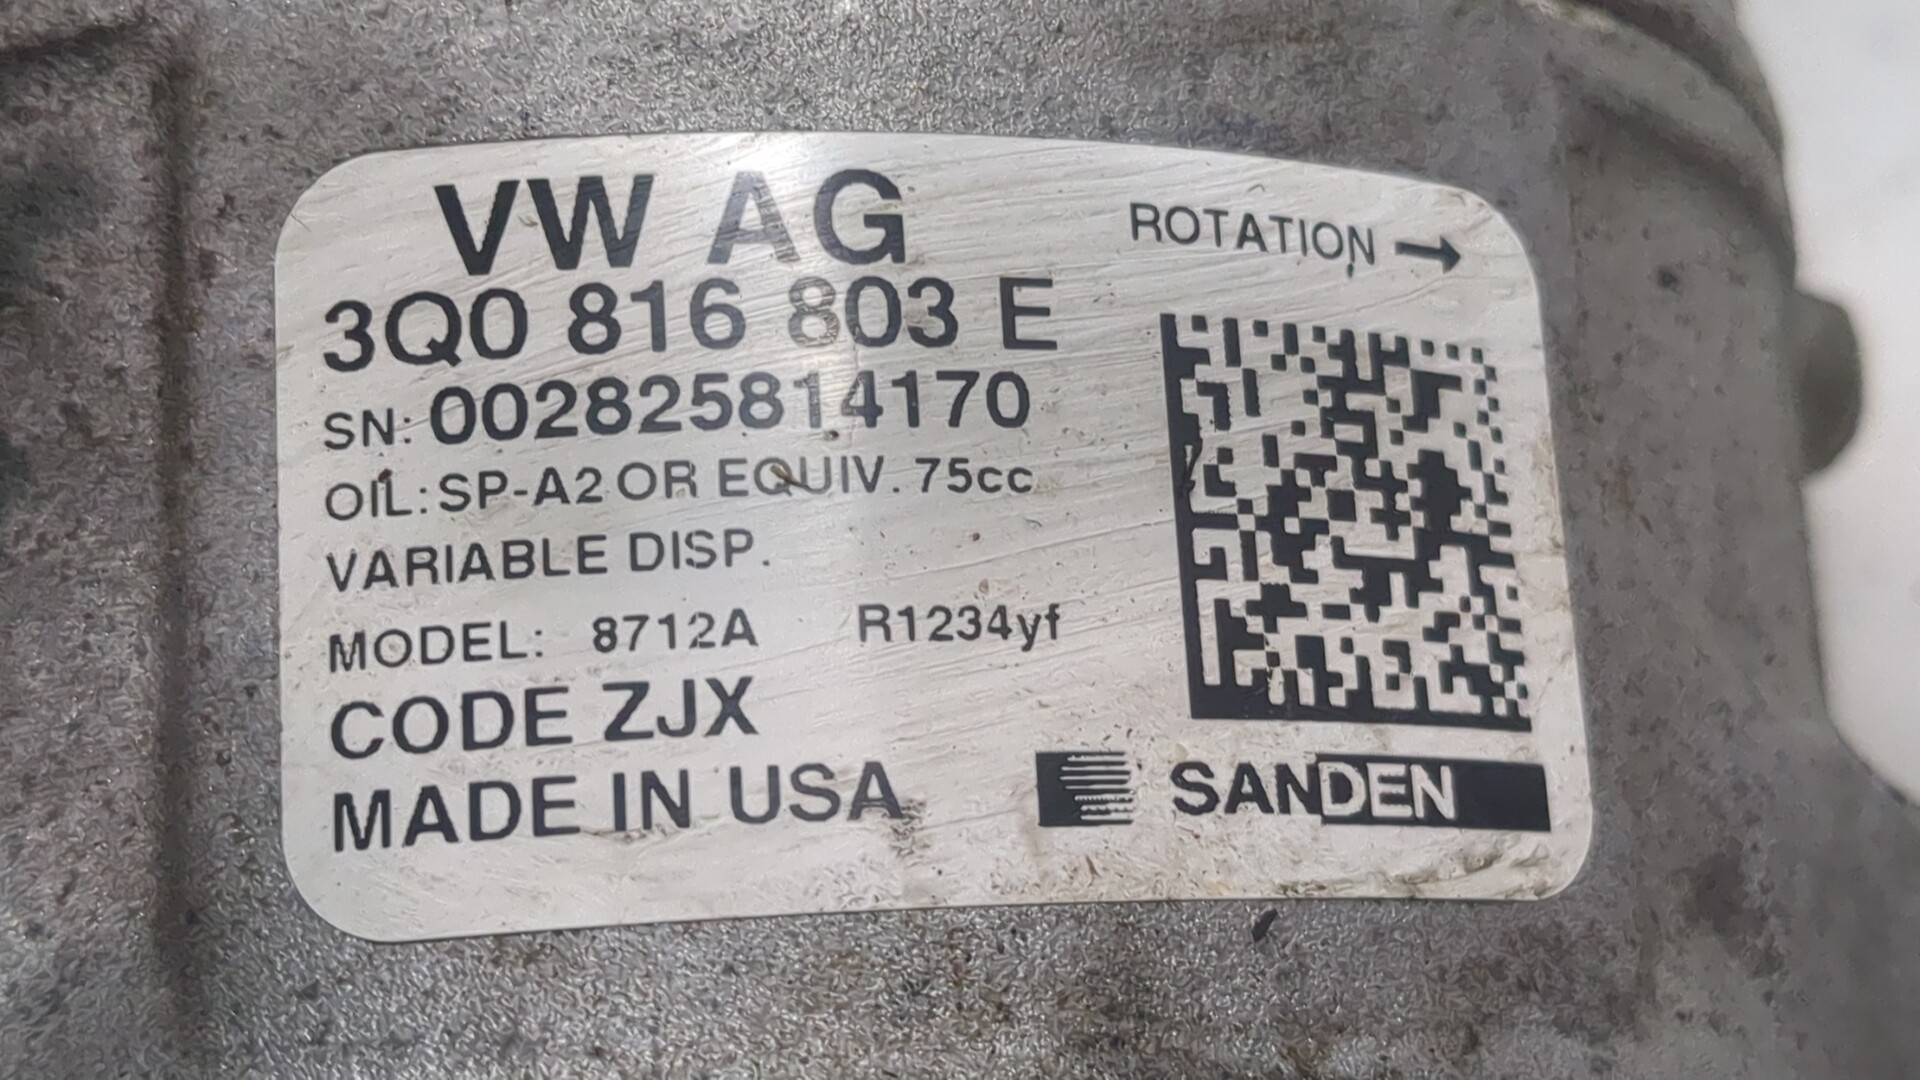 VW AG
ROTATION →
3Q0 816 803 E
SN: 002825814170
OIL: SP-A2 OR EQUIV. 75cc
VARIABLE DISP.
MODEL: 8712A R1234yf
CODE ZJX
MADE IN USA
SANDEN